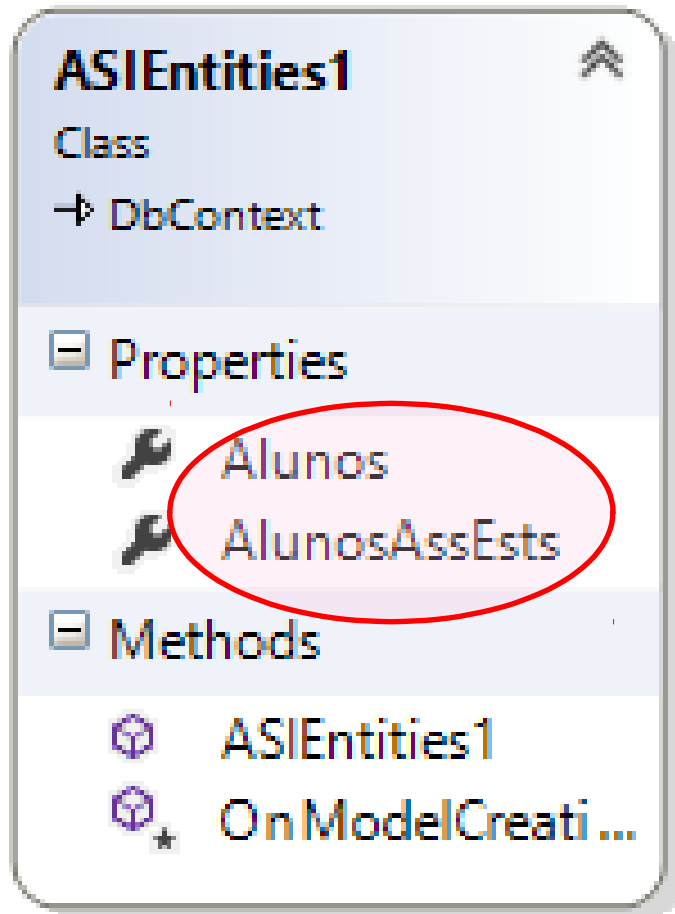 ASIEntities1
Class
DbContext
Properties
Alunos
AlunosAssEsts
Methods
ASIEntities1
OnModelCreati...